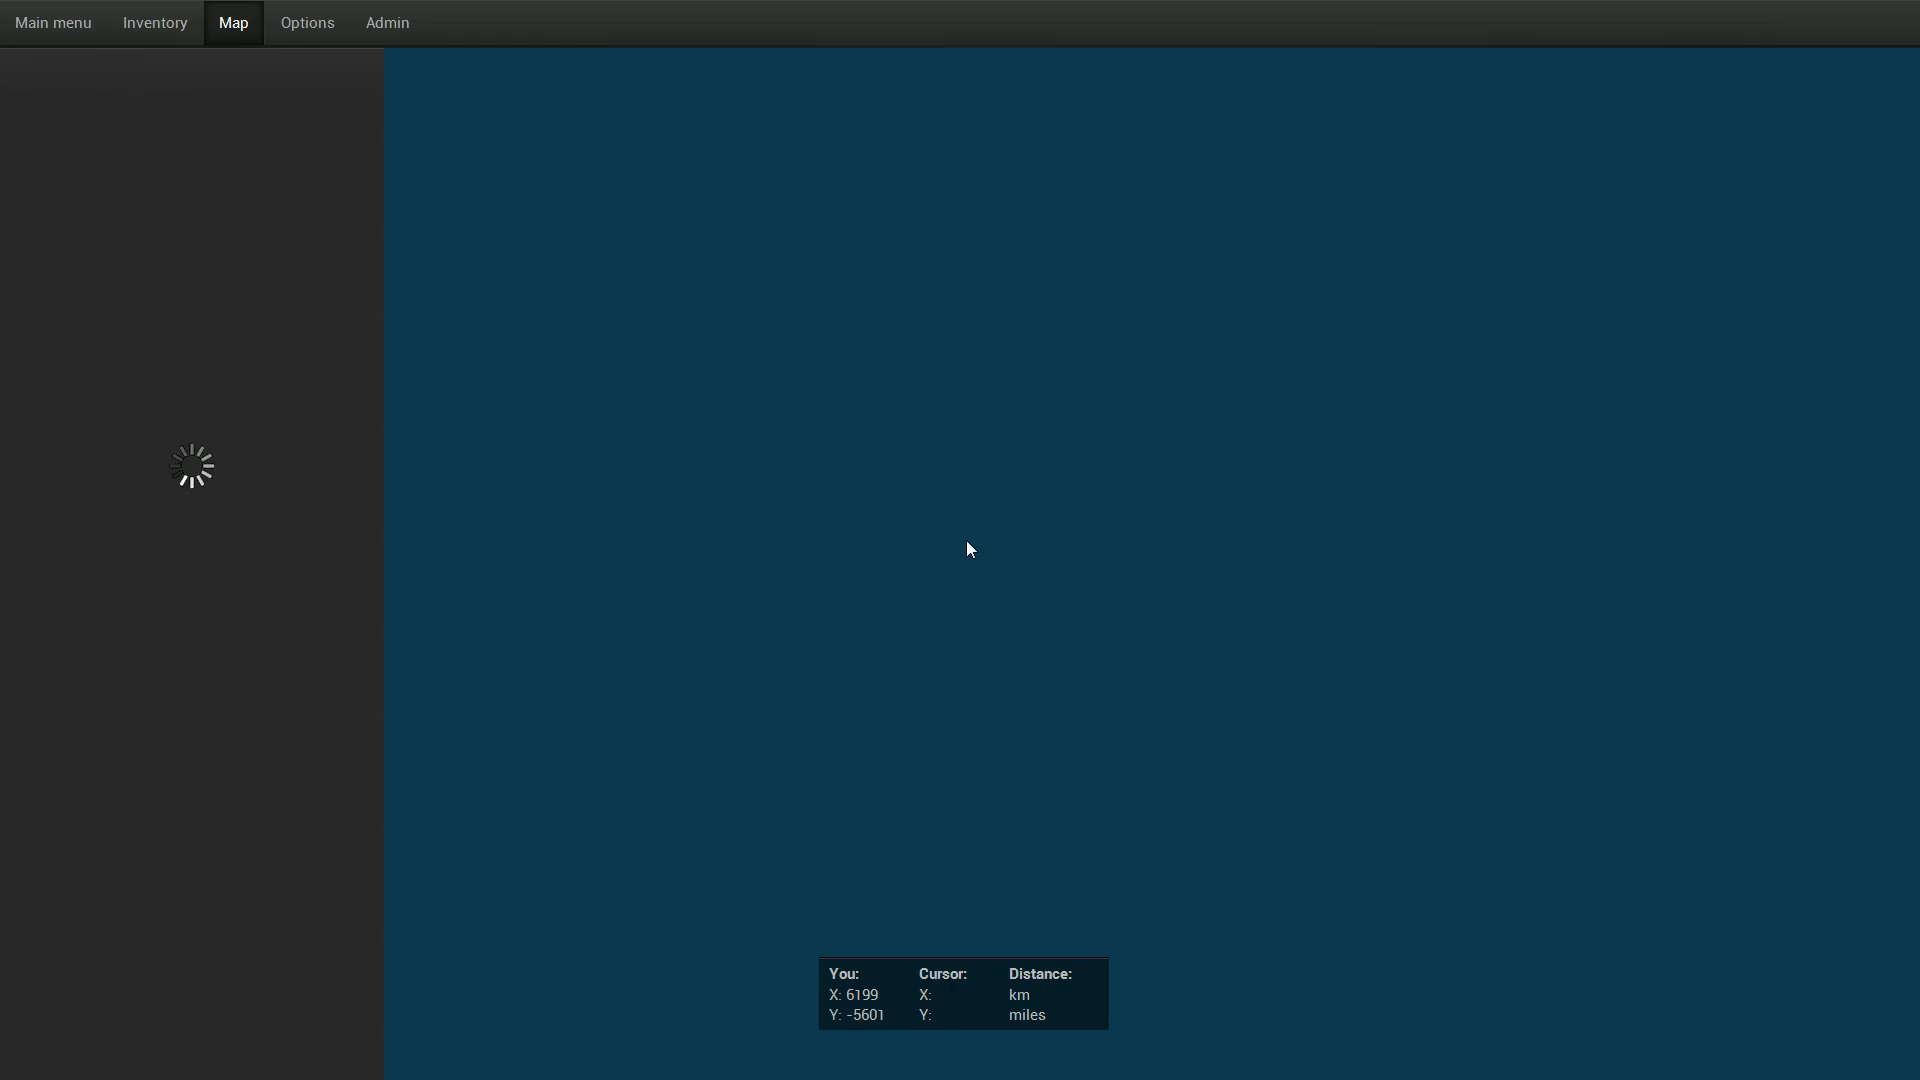 Main menu Inventory Map Options Admin
You: Cursor: Distance:
X: 6199 X: km
Y: -5601 Y: miles